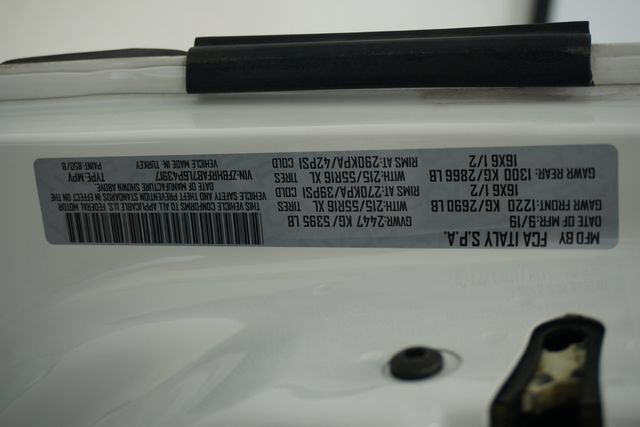 MFD BY FCA ITALY S.P.A.
DATE OF MFR:9/19 GVWR:2447 KG/5395 LB
GAWR FRONT: 1220 KG/2690 LB WITH:215/55R16 XL TIRES
16X6 1/2 RIMS AT:270KPA/39PSI COLD
GAWR REAR: 1300 KG/2866 LB WITH:215/55R16 XL TIRES
16X6 1/2 RIMS AT:290KPA/42PSI COLD
THIS VEHICLE CONFORMS TO ALL APPLICABLE U.S. FEDERAL MOTOR
VEHICLE SAFETY AND THEFT PREVENTION STANDARDS IN EFFECT ON THE
DATE OF MANUFACTURE SHOWN ABOVE.
VIN: TYPE:MPV
VEHICLE MADE IN: TURKEY PAINT: 850/B